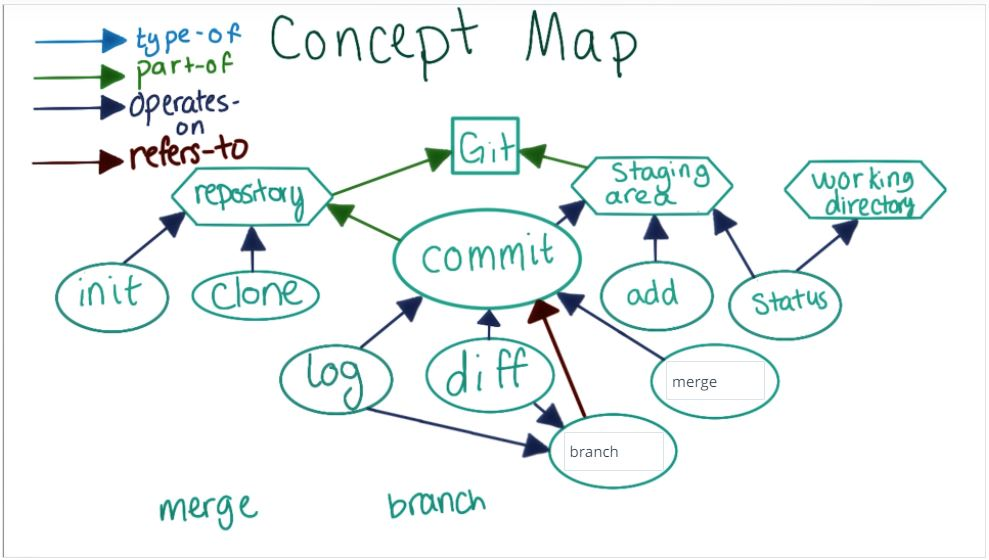 type-of
Concept Map
part-of
operates-
on
refers-to
Git
repository
Staging
area
working
directory
commit
init
clone
add
Status
log
diff
merge
branch
merge
branch